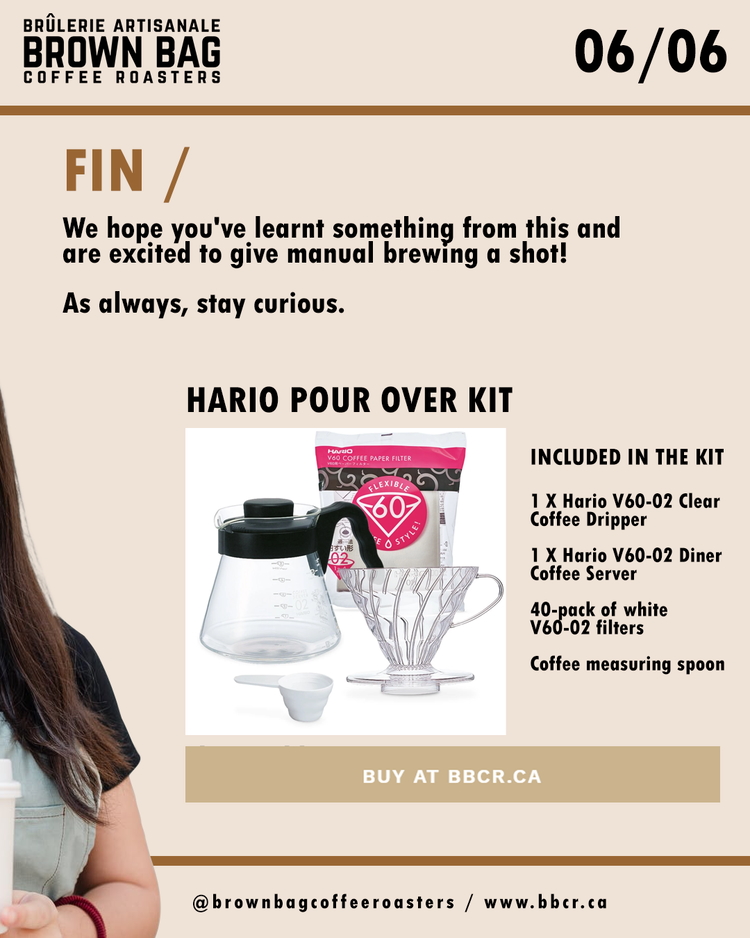 BRÛLERIE ARTISANALE
BROWN BAG
COFFEE ROASTERS
06/06
FIN /
We hope you've learnt something from this and
are excited to give manual brewing a shot!
As always, stay curious.
HARIO POUR OVER KIT
HARIO
V60 COFFEE PAPER FILTER
FLEXIBLE
60
STYLE!
02
INCLUDED IN THE KIT
1 X Hario V60-02 Clear
Coffee Dripper
1 X Hario V60-02 Diner
Coffee Server
40-pack of white
V60-02 filters
Coffee measuring spoon
BUY AT BBCR.CA
@brownbagcoffeeroasters / www.bbcr.ca